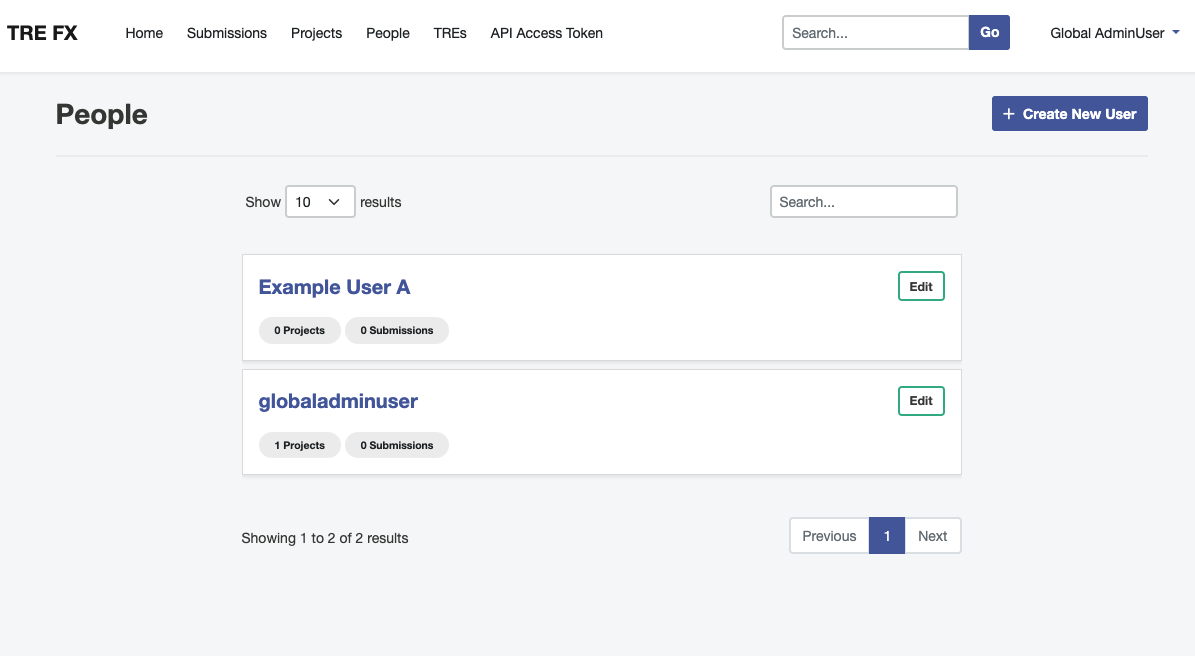 TRE FX Home Submissions Projects People TREs API Access Token Search... Go Global AdminUser
People + Create New User
Show 10 results Search...
Example User A Edit
0 Projects 0 Submissions
globaladminuser Edit
1 Projects 0 Submissions
Showing 1 to 2 of 2 results Previous 1 Next